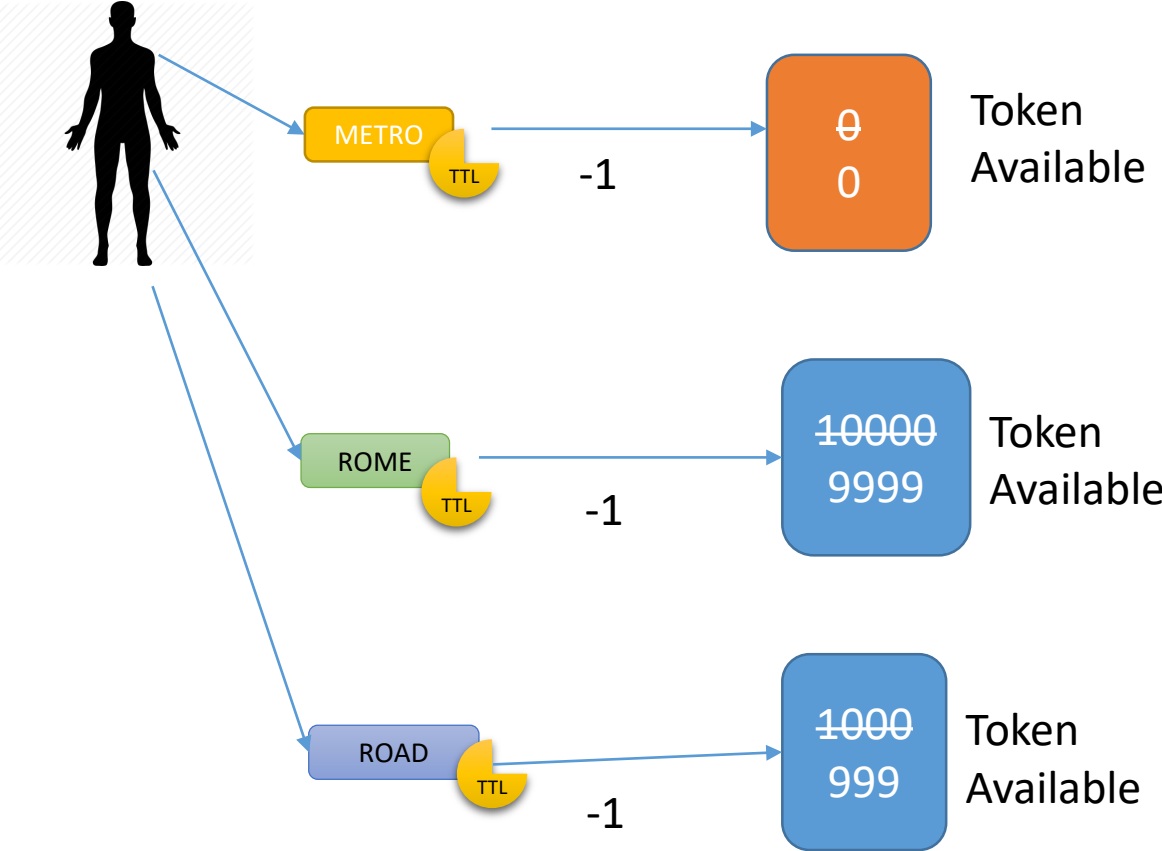 METRO
TTL
-1
0
0
Token
Available
ROME
TTL
-1
10000
9999
Token
Available
ROAD
TTL
-1
1000
999
Token
Available